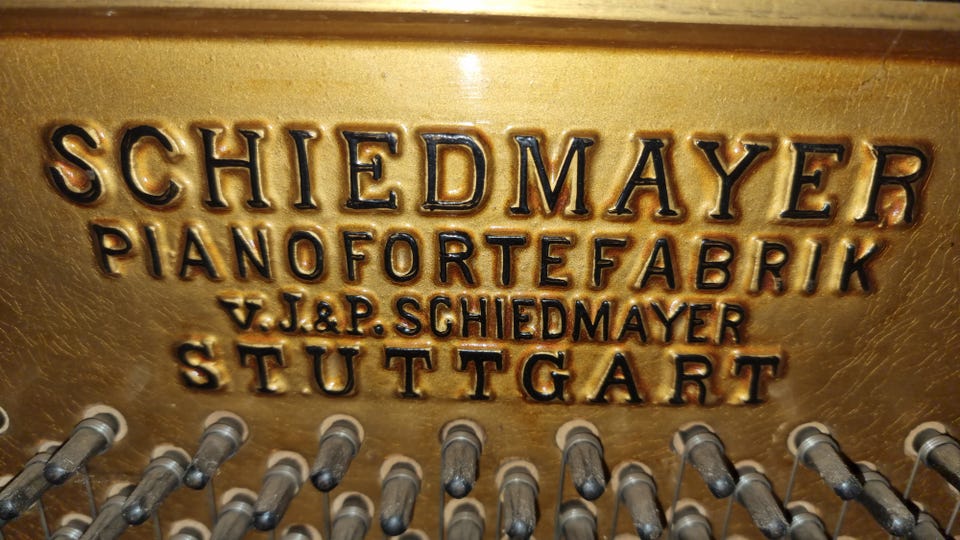 SCHIEDMAYER
PIANOFORTEFABRIK
V. J. & P. SCHIEDMAYER
STUTTGART